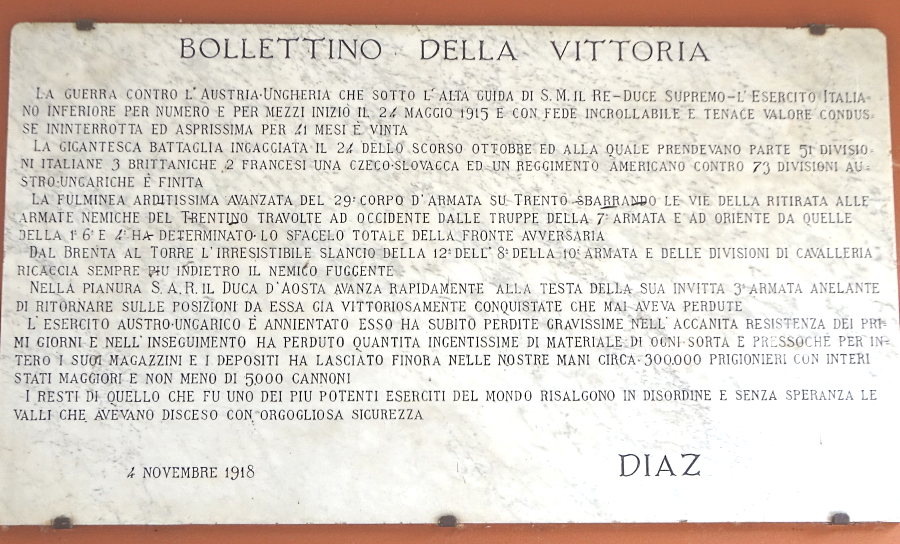 BOLLETTINO DELLA VITTORIA
LA GUERRA CONTRO L'AUSTRIA-UNGHERIA CHE SOTTO L'ALTA GUIDA DI S.M. IL RE-DUCE SUPREMO-L'ESERCITO ITALIA-
NO INFERIORE PER NUMERO E PER MEZZI INIZIÒ IL 24 MAGGIO 1915 E CON FEDE INCROLLABILE E TENACE VALORE CONDUS-
SE ININTERROTTA ED ASPRISSIMA PER 41 MESI È VINTA
LA GIGANTESCA BATTAGLIA INGAGGIATA IL 24 DELLO SCORSO OTTOBRE ED ALLA QUALE PRENDEVANO PARTE 51 DIVISIO-
NI ITALIANE 3 BRITTANICHE 2 FRANCESI UNA CZECO-SLOVACCA ED UN REGGIMENTO AMERICANO CONTRO 73 DIVISIONI AU-
STRO-UNGARICHE È FINITA
LA FULMINEA ARDITISSIMA AVANZATA DEL 29° CORPO D'ARMATA SU TRENTO SBARRANDO LE VIE DELLA RITIRATA ALLE
ARMATE NEMICHE DEL TRENTINO TRAVOLTE AD OCCIDENTE DALLE TRUPPE DELLA 7ª ARMATA E AD ORIENTE DA QUELLE
DELLA 1ª 6ª E 4ª HA DETERMINATO LO SFACELO TOTALE DELLA FRONTE AVVERSARIA
DAL BRENTA AL TORRE L'IRRESISTIBILE SLANCIO DELLA 12ª DELL'8ª DELLA 10ª ARMATA E DELLE DIVISIONI DI CAVALLERIA
RICACCIA SEMPRE PIU INDIETRO IL NEMICO FUGGENTE
NELLA PIANURA S.A.R. IL DUCA D'AOSTA AVANZA RAPIDAMENTE ALLA TESTA DELLA SUA INVITTA 3ª ARMATA ANELANTE
DI RITORNARE SULLE POSIZIONI DA ESSA GIA VITTORIOSAMENTE CONQUISTATE CHE MAI AVEVA PERDUTE
L'ESERCITO AUSTRO-UNGARICO È ANNIENTATO ESSO HA SUBITO PERDITE GRAVISSIME NELL'ACCANITA RESISTENZA DEI PRI-
MI GIORNI E NELL'INSEGUIMENTO HA PERDUTO QUANTITA INGENTISSIME DI MATERIALE DI OGNI SORTA E PRESSOCHÉ PER IN-
TERO I SUOI MAGAZZINI E I DEPOSITI HA LASCIATO FINORA NELLE NOSTRE MANI CIRCA 300.000 PRIGIONIERI CON INTERI
STATI MAGGIORI E NON MENO DI 5000 CANNONI
I RESTI DI QUELLO CHE FU UNO DEI PIU POTENTI ESERCITI DEL MONDO RISALGONO IN DISORDINE E SENZA SPERANZA LE
VALLI CHE AVEVANO DISCESO CON ORGOGLIOSA SICUREZZA
4 NOVEMBRE 1918
DIAZ